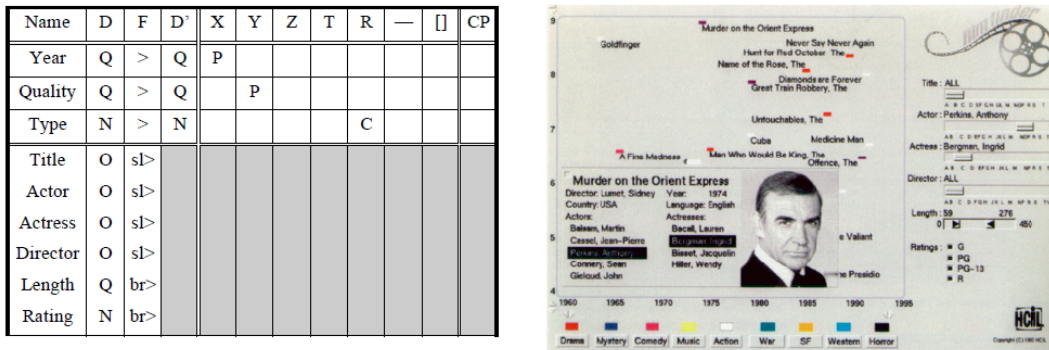 Name D F D' X Y Z T R — [] CP
Year Q > Q P
Quality Q > Q Y P
Type N > N C
Title O sl>
Actor O sl>
Actress O sl>
Director O sl>
Length Q br>
Rating N br>
9
Murder on the Orient Express
Goldfinger
Never Say Never Again
Hunt for Red October The
Name of the Rose, The
8
Diamonds are Forever
Great Train Robbery, The
Untouchables, The
7
Cuba
Medicine Man
A Fine Madness
Man Who Would Be King, The
Offence, The
6
Murder on the Orient Express
Director: Lumet, Sidney Year: 1974
Country: USA Language: English
Actors: Actresses:
Balsam, Martin Bacall, Lauren
Cassel, Jean-Pierre Bergman, Ingrid
Perkins, Anthony Bisset, Jacquelin
Connery, Sean Hiller, Wendy
Gielgud, John
5
e Valiant
ne Presidio
4
1960 1965 1970 1975 1980 1985 1990 1995
Drama Mystery Comedy Music Action War SF Western Horror
Title: ALL
Actor: Perkins, Anthony
Actress: Bergman, Ingrid
Director: ALL
Length: 59 276
0 450
Ratings: G
PG
PG-13
R
HCIL